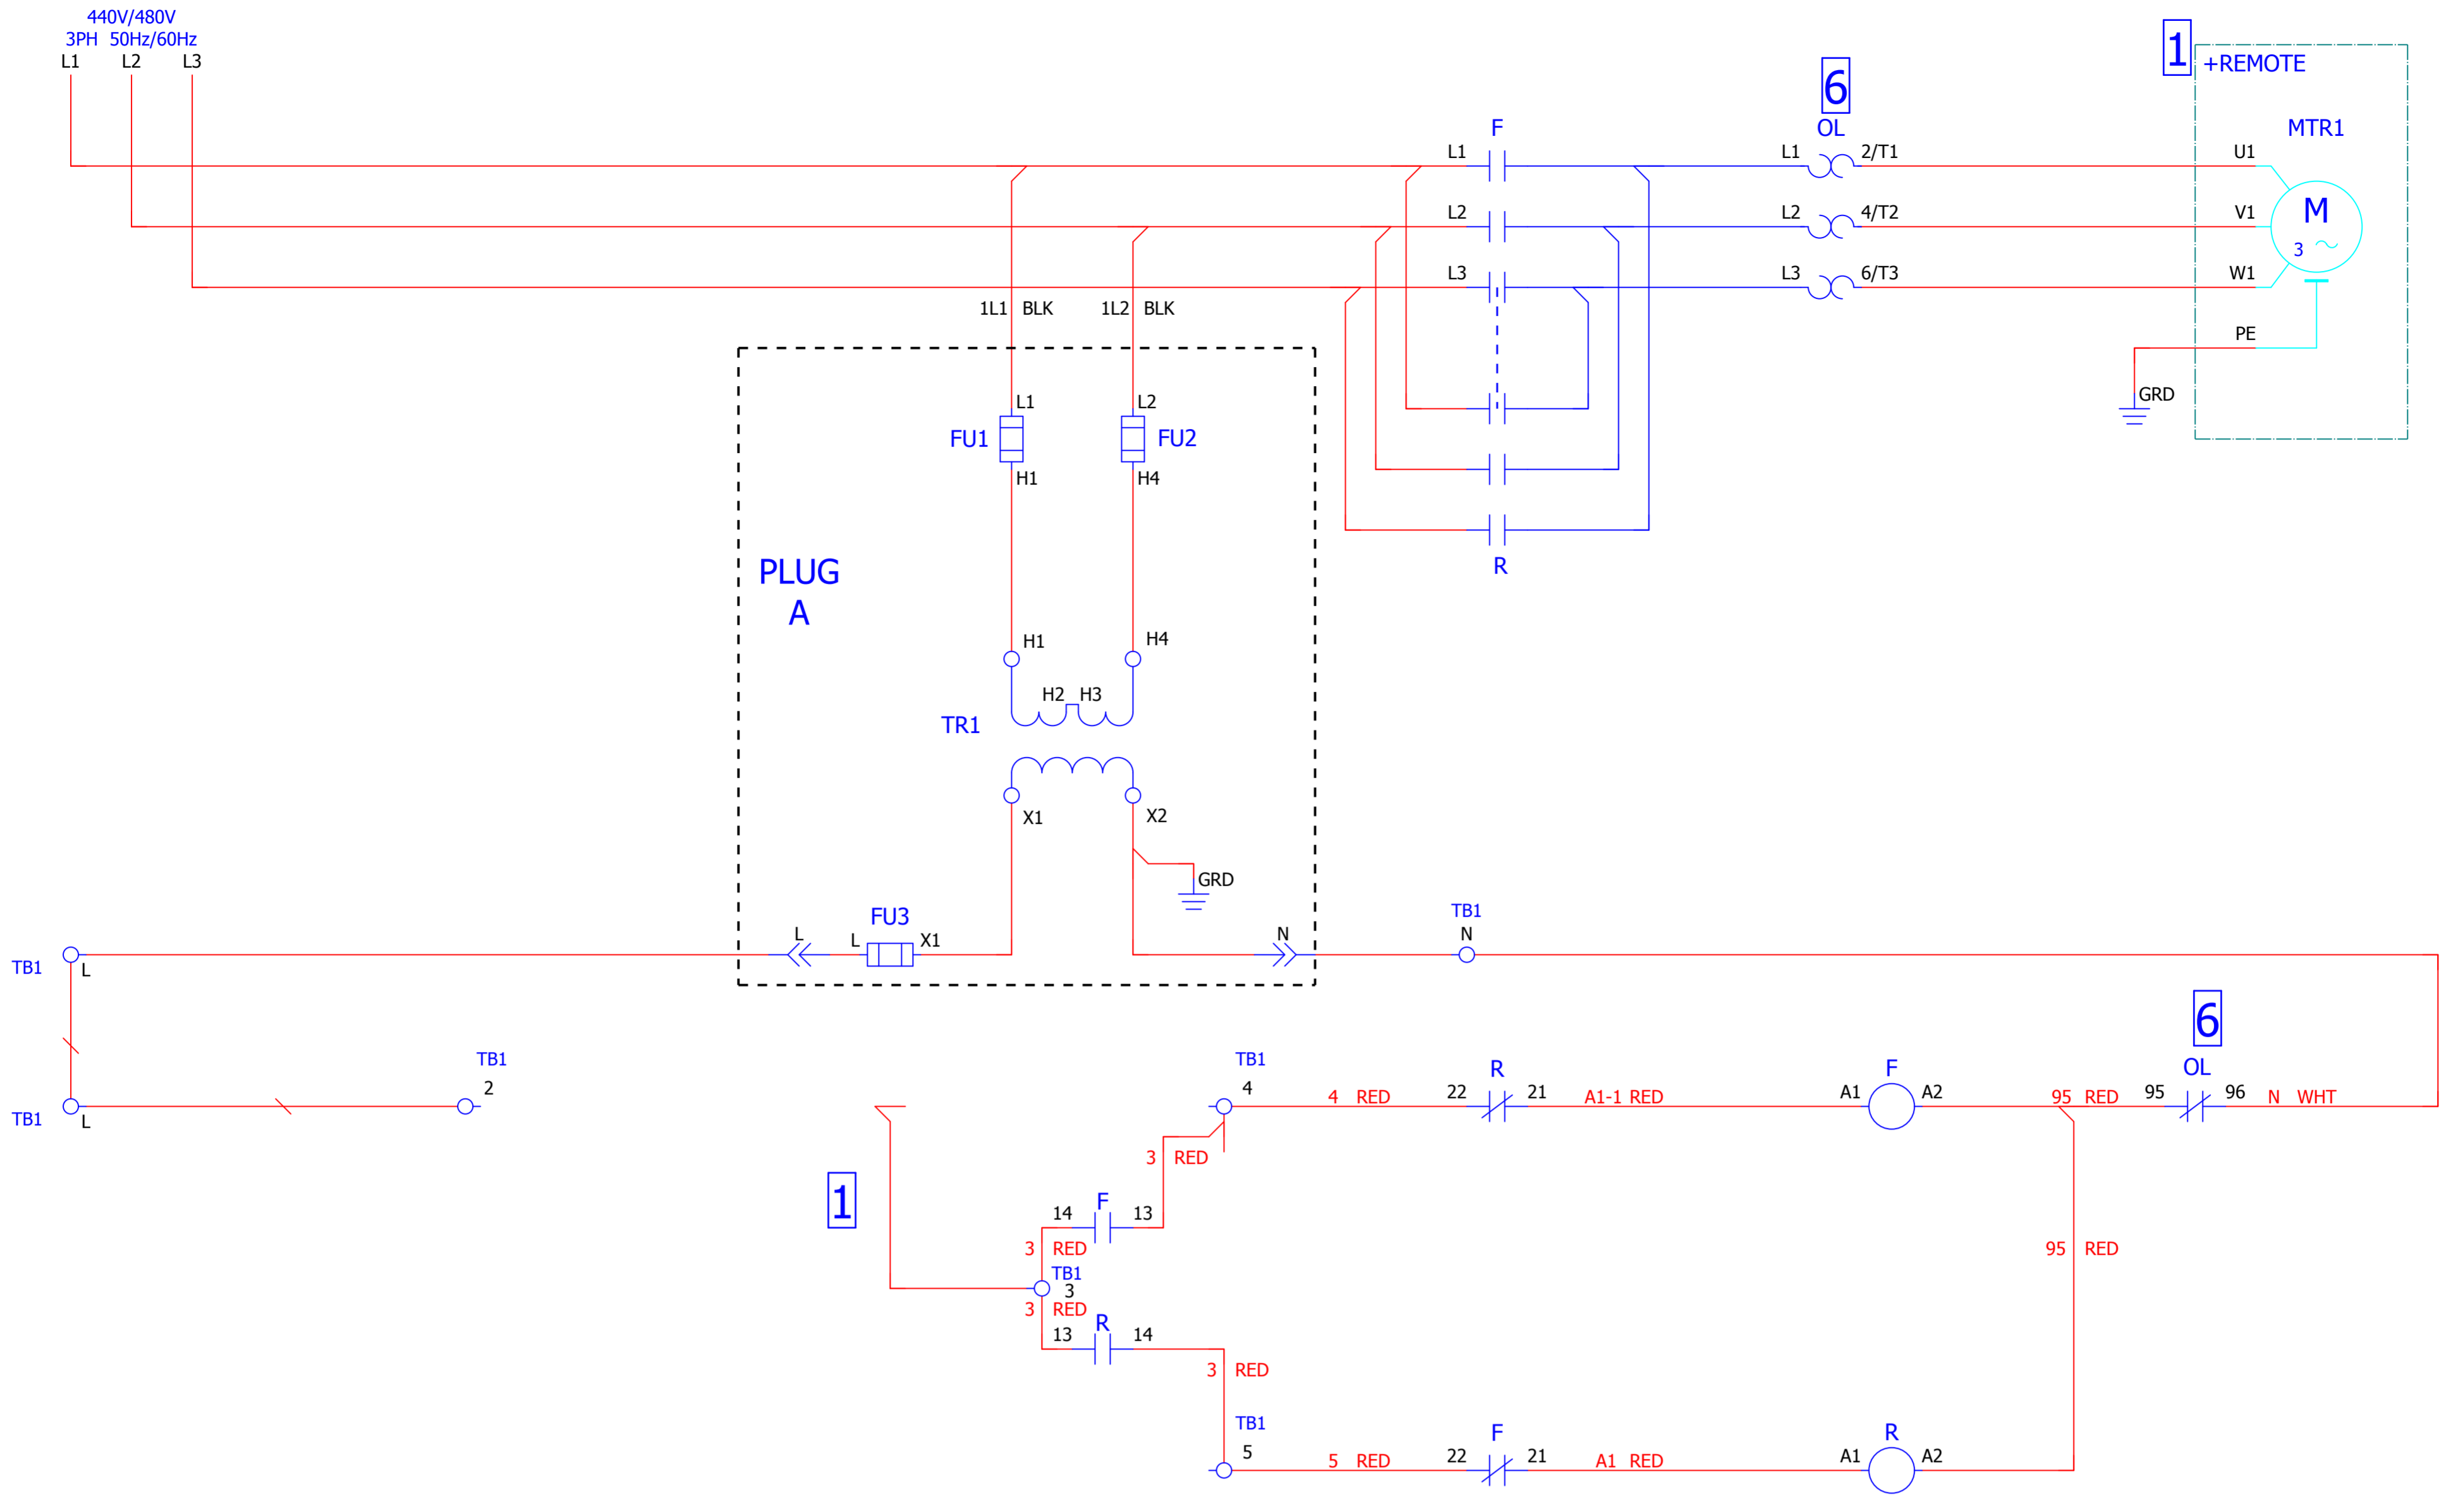 440V/480V
3PH 50Hz/60Hz
L1 L2 L3
1
+REMOTE
6
F OL MTR1
L1 L1 2/T1 U1
L2 L2 4/T2 V1
M
3
L3 L3 6/T3 W1
1L1 BLK 1L2 BLK
PE
GRD
L1 L2
FU1 FU2
H1 H4
R
PLUG
A
H1 H4
H2 H3
TR1
X1 X2
GRD
FU3
TB1
L L X1 N N
TB1 L
6
TB1 TB1 R F OL
2 4
4 RED 22 21 A1-1 RED A1 A2 95 RED 95 96 N WHT
TB1 L
3 RED
1
F
14 13
3 RED 95 RED
TB1
3
3 RED
R
13 14
3 RED
TB1 F R
5
5 RED 22 21 A1 RED A1 A2